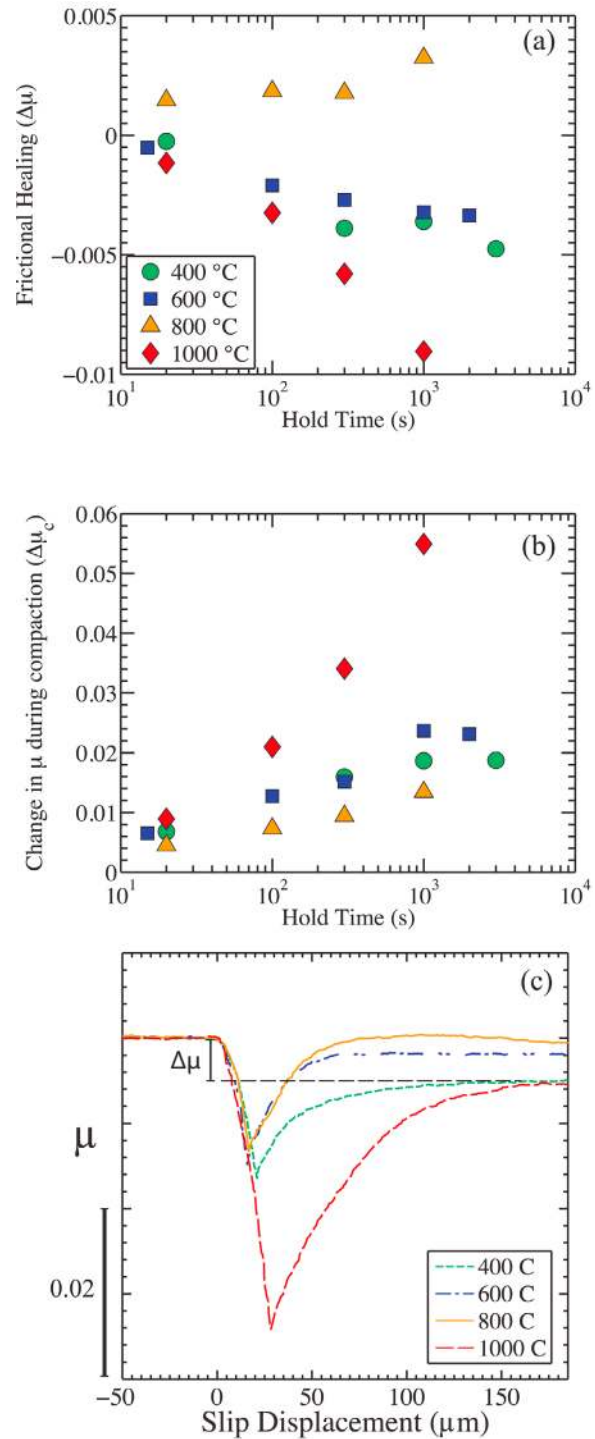 0.005
(a)
0
−0.005
−0.01
Frictional Healing (Δμ)
400 °C
600 °C
800 °C
1000 °C
10^1 10^2 10^3 10^4
Hold Time (s)
0.06
(b)
0.05
0.04
0.03
0.02
0.01
0
Change in μ during compaction (Δμ_c)
10^1 10^2 10^3 10^4
Hold Time (s)
(c)
Δμ
μ
0.02
400 C
600 C
800 C
1000 C
-50 0 50 100 150
Slip Displacement (μm)